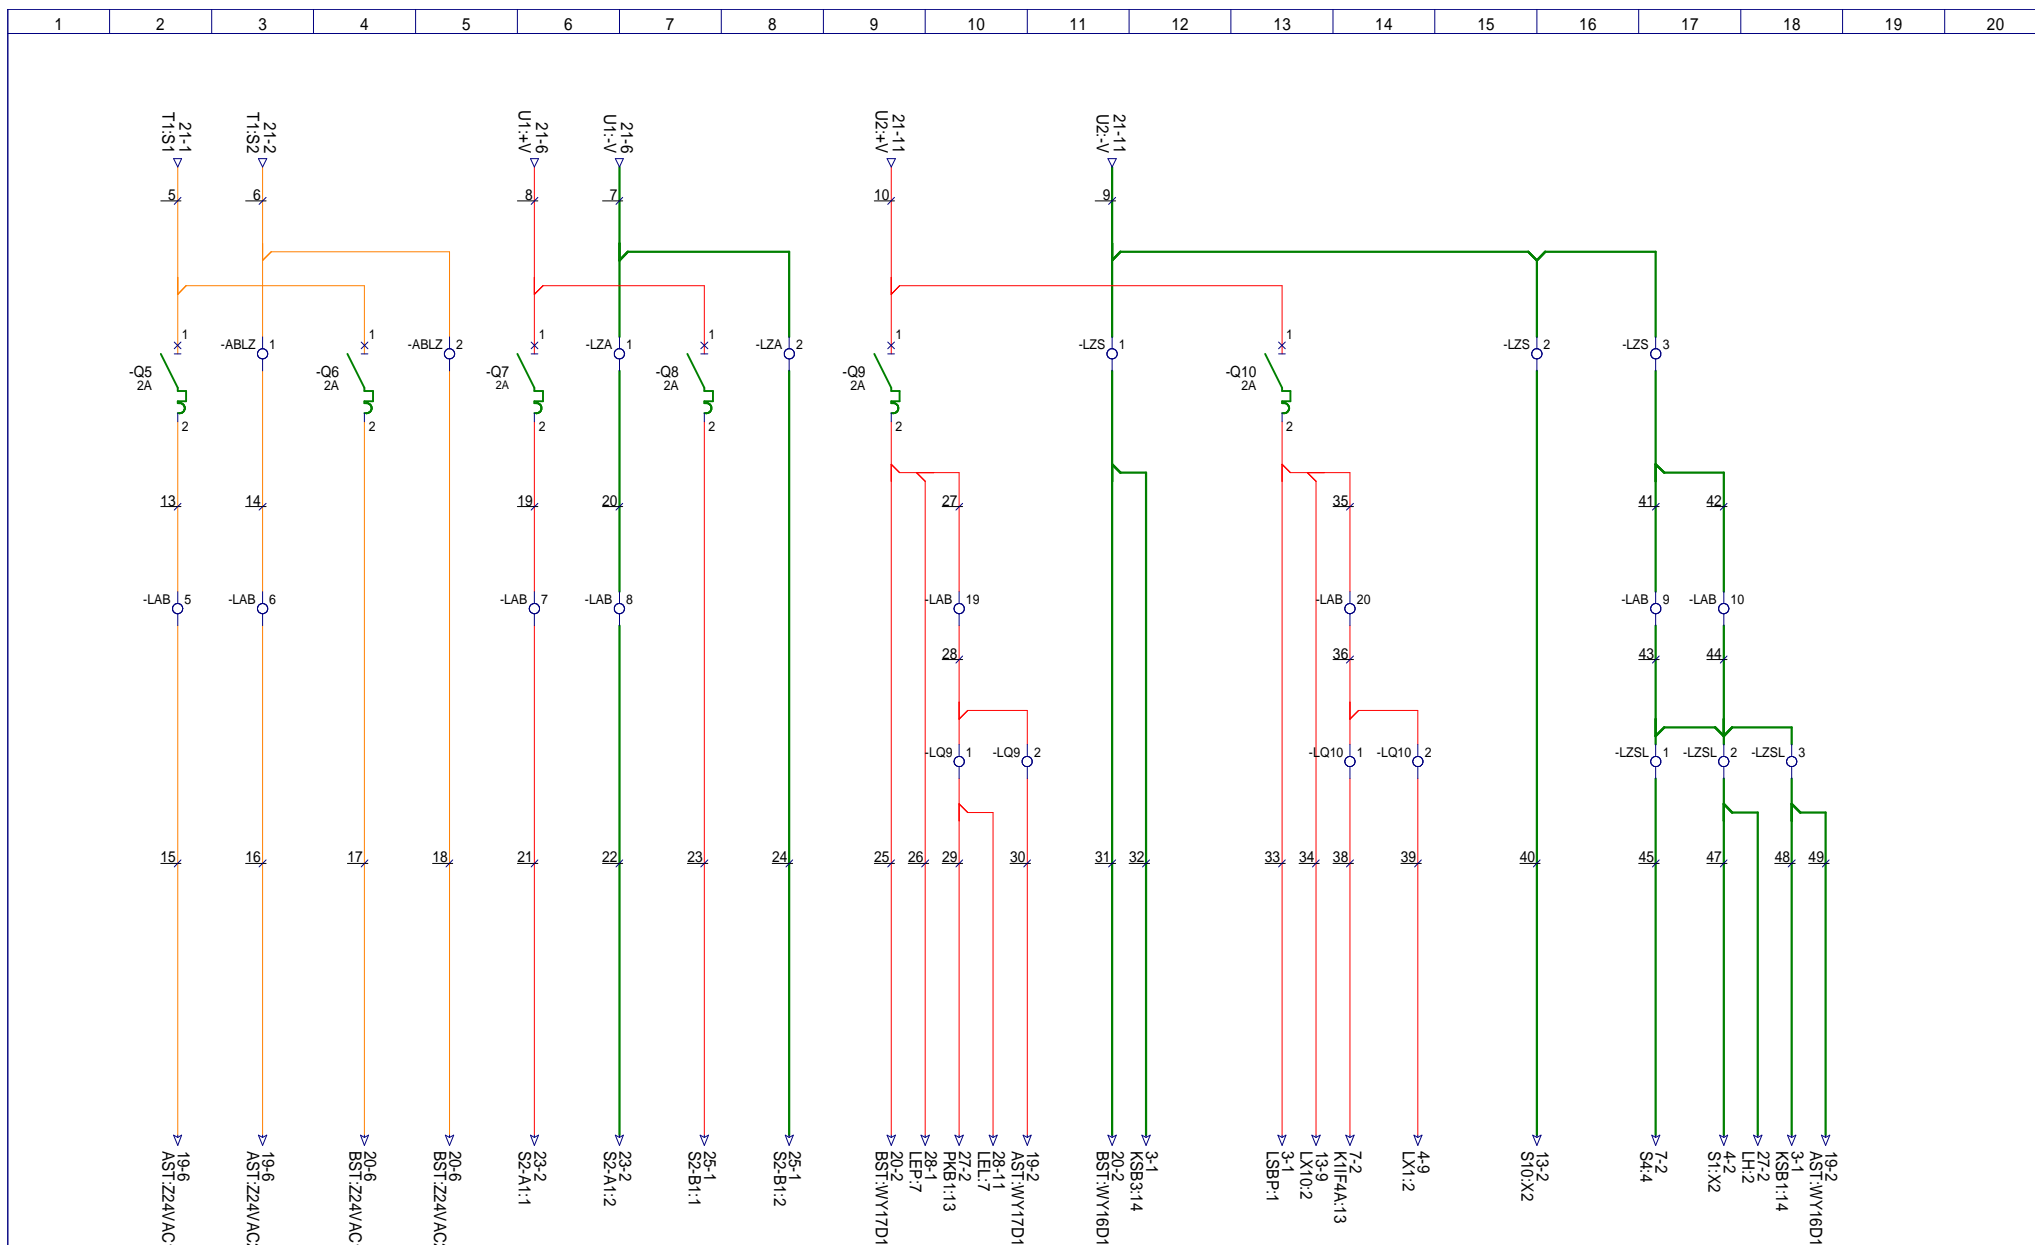 1 2 3 4 5 6 7 8 9 10 11 12 13 14 15 16 17 18 19 20
21-1
T1:S1
21-2
T1:S2
21-6
U1:+V
21-6
U1:-V
21-11
U2:+V
21-11
U2:-V
5 6 8 7 10 9
1 1 1 1 1 1
-ABLZ 1
-ABLZ 2
-LZA 1
-LZA 2
-LZS 1
-LZS 2
-LZS 3
-Q5
2A
-Q6
2A
-Q7
2A
-Q8
2A
-Q9
2A
-Q10
2A
2 2 2 2 2 2
13 14 19 20 27 35 41 42
-LAB 5
-LAB 6
-LAB 7
-LAB 8
-LAB 19
-LAB 20
-LAB 9
-LAB 10
28 36 43 44
-LQ9 1
-LQ9 2
-LQ10 1
-LQ10 2
-LZSL 1
-LZSL 2
-LZSL 3
15 16 17 18 21 22 23 24 25 26 29 30 31 32 33 34 38 39 40 45 47 48 49
19-6
AST:Z24VAC
19-6
AST:Z24VAC
20-6
BST:Z24VAC
20-6
BST:Z24VAC
23-2
S2-A1:1
23-2
S2-A1:2
25-1
S2-B1:1
25-1
S2-B1:2
20-2
BST:WY17D1
28-1
LEP:7
27-2
PKB1:13
28-11
LEL:7
19-2
AST:WY17D1
20-2
BST:WY16D1
3-1
KSB3:14
3-1
LSBP:1
13-9
LX10:2
7-2
K1IF4A:13
4-9
LX1:2
13-2
S10:X2
7-2
S4:4
4-2
S1:X2
27-2
LH:2
3-1
KSB1:14
19-2
AST:WY16D1